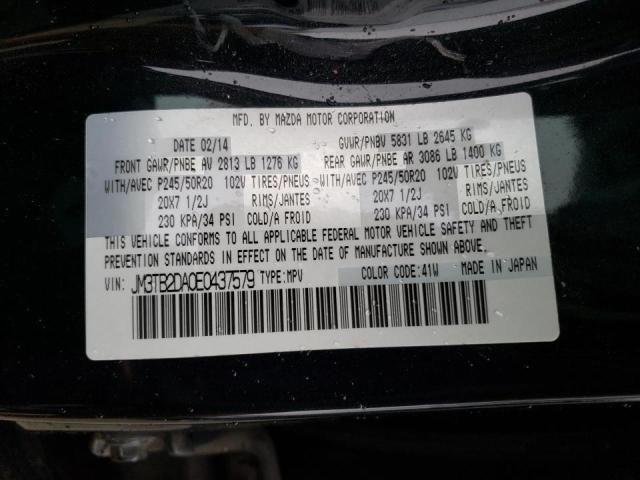 MFD. BY MAZDA MOTOR CORPORATION
DATE 02/14 GVWR/PNBV 5831 LB 2645 KG
FRONT GAWR/PNBE AV 2813 LB 1276 KG REAR GAWR/PNBE AR 3086 LB 1400 KG
WITH/AVEC P245/50R20 102V TIRES/PNEUS WITH/AVEC P245/50R20 102V TIRES/PNEUS
20X7 1/2J RIMS/JANTES 20X7 1/2J RIMS/JANTES
230 KPA/34 PSI COLD/A FROID 230 KPA/34 PSI COLD/A FROID
THIS VEHICLE CONFORMS TO ALL APPLICABLE FEDERAL MOTOR VEHICLE SAFETY AND THEFT
PREVENTION STANDARDS IN EFFECT ON THE DATE OF MANUFACTURE SHOWN ABOVE.
VIN: JM3TB2DA0E0437579 TYPE: MPV COLOR CODE: 41W MADE IN JAPAN